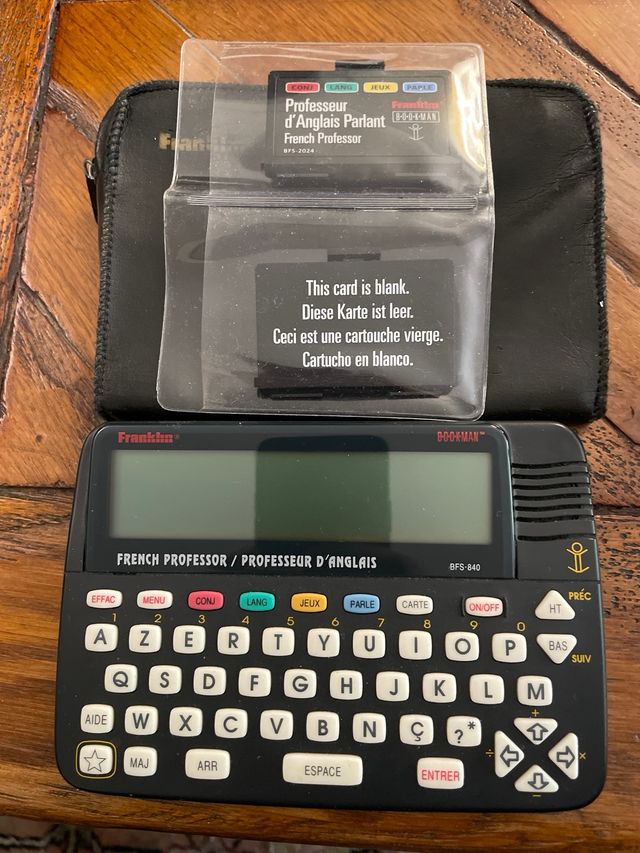 Franklin
CONJ LANG JEUX PARLE
Professeur
d'Anglais Parlant
French Professor
BFS-2024
Franklin
BOOKMAN
This card is blank.
Diese Karte ist leer.
Ceci est une cartouche vierge.
Cartucho en blanco.
Franklin®
BOOKMAN™
FRENCH PROFESSOR / PROFESSEUR D'ANGLAIS
BFS-840
EFFAC MENU CONJ LANG JEUX PARLE CARTE ON/OFF HT PRÉC
1 2 3 4 5 6 7 8 9 0
A Z E R T Y U I O P BAS SUIV
Q S D F G H J K L M
AIDE W X C V B N Ç ?* + ÷ ×
MAJ ARR ESPACE ENTRER −